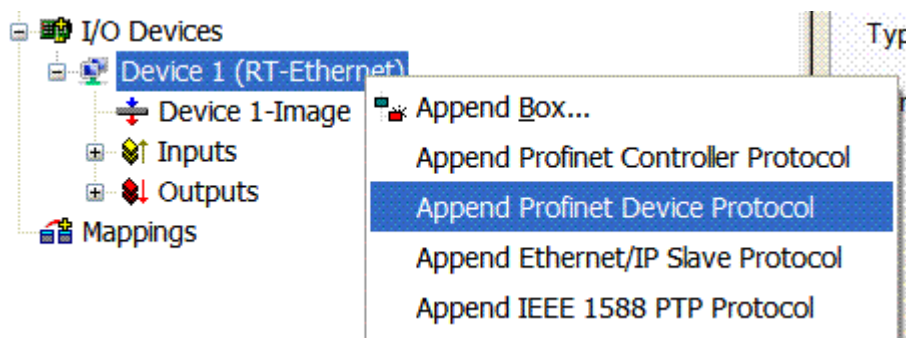 I/O Devices
Typ
Device 1 (RT-Ethernet)
Device 1-Image
Append Box...
Inputs
Append Profinet Controller Protocol
Outputs
Append Profinet Device Protocol
Mappings
Append Ethernet/IP Slave Protocol
Append IEEE 1588 PTP Protocol